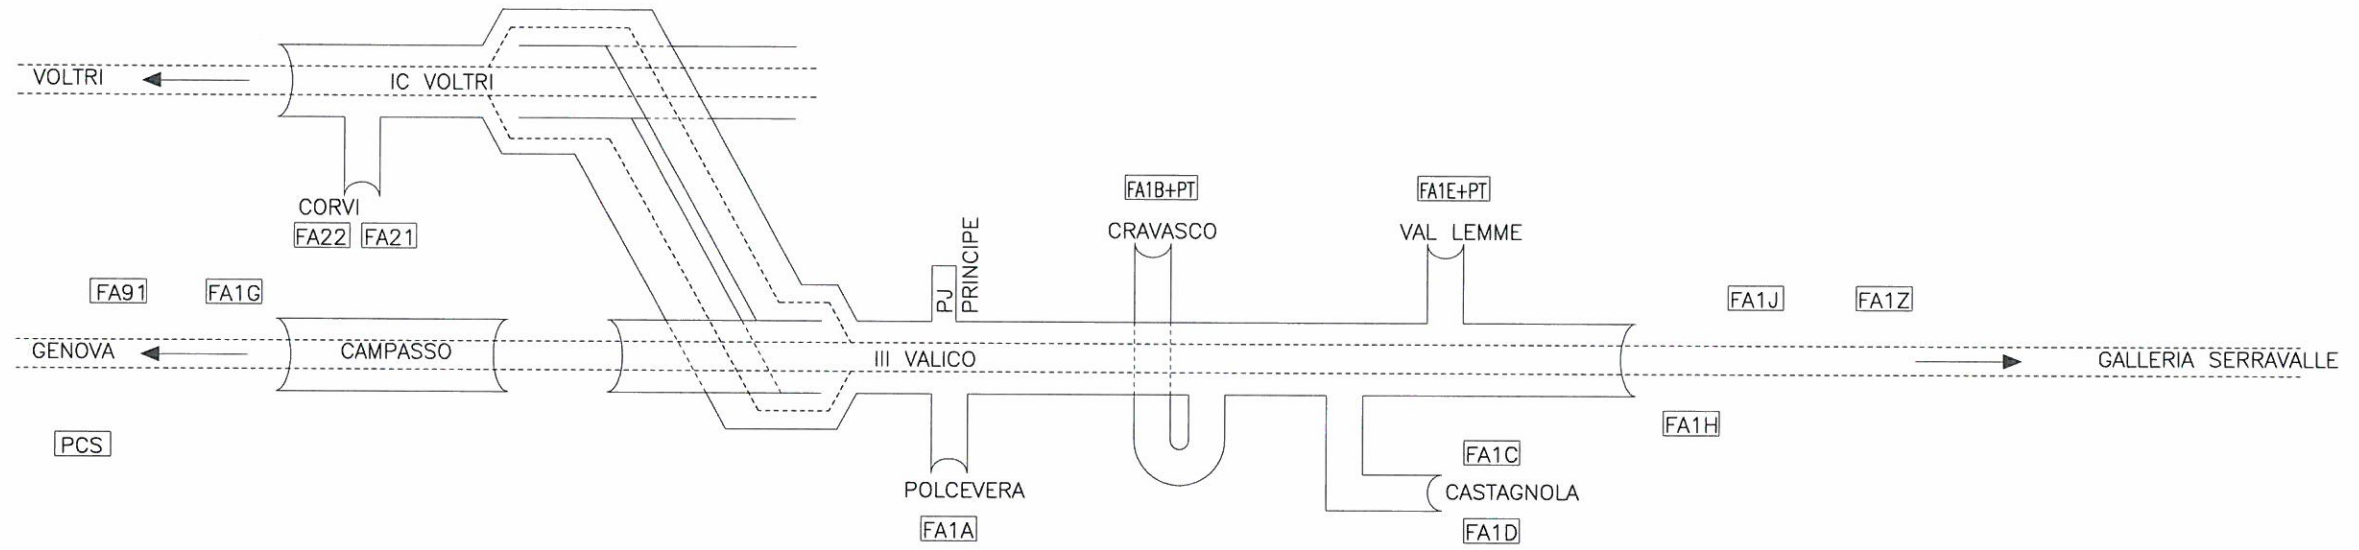 VOLTRI
IC VOLTRI
CORVI
FA22 FA21
FA1B+PT
FA1E+PT
CRAVASCO
VAL LEMME
PJ
PRINCIPE
FA91 FA1G
FA1J FA1Z
GENOVA
CAMPASSO
III VALICO
GALLERIA SERRAVALLE
PCS
FA1H
FA1C
POLCEVERA
CASTAGNOLA
FA1A
FA1D